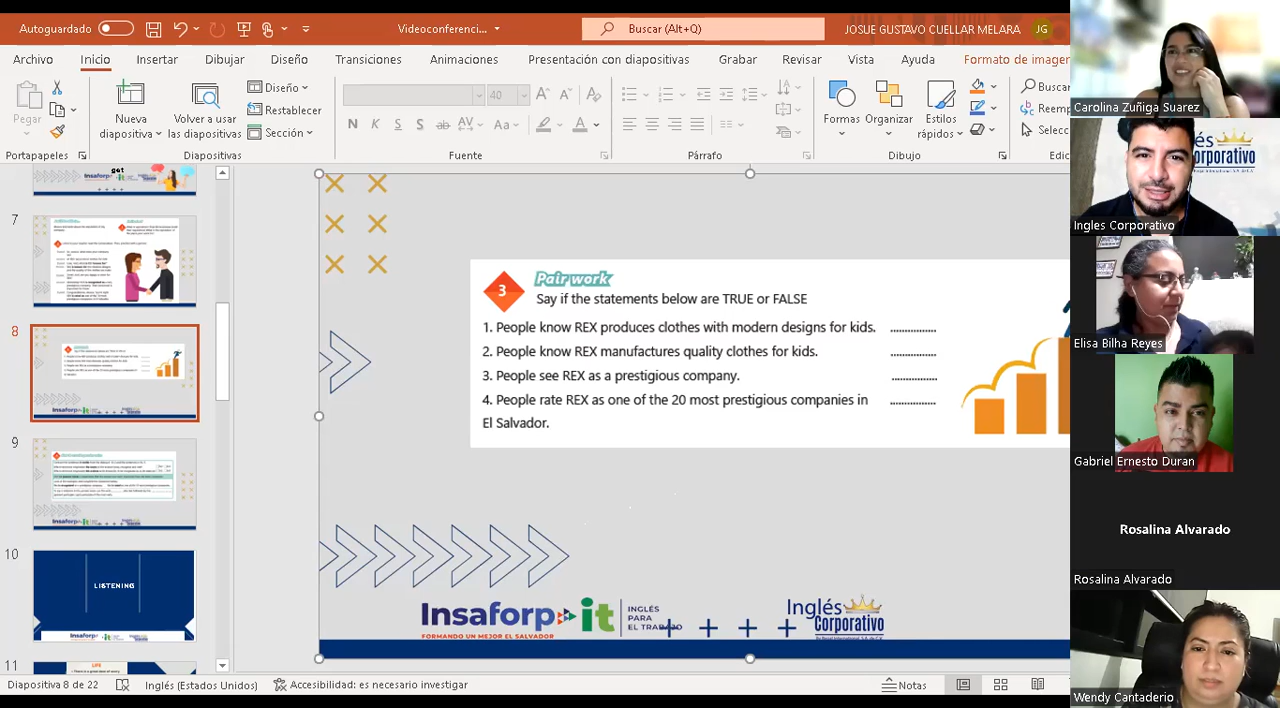 Autoguardado
Videoconferenci...
Buscar (Alt+Q)
JOSUE GUSTAVO CUELLAR MELARA
JG
Archivo Inicio Insertar Dibujar Diseño Transiciones Animaciones Presentación con diapositivas Grabar Revisar Vista Ayuda Formato de imagen
Pegar
Nueva diapositiva
Volver a usar las diapositivas
Diseño
Restablecer
Sección
40
N K S S ab Aa A
Formas
Organizar
Estilos rápidos
Buscar
Portapapeles
Diapositivas
Fuente
Párrafo
Dibujo
7
8
9
10
LISTENING
11
3
Pair work
Say if the statements below are TRUE or FALSE
1. People know REX produces clothes with modern designs for kids. ................
2. People know REX manufactures quality clothes for kids. ................
3. People see REX as a prestigious company. ................
4. People rate REX as one of the 20 most prestigious companies in ................
El Salvador.
Insaforp it
INGLÉS
PARA
EL TRABAJO
FORMANDO UN MEJOR EL SALVADOR
Inglés
Corporativo
Diapositiva 8 de 22
Inglés (Estados Unidos)
Accesibilidad: es necesario investigar
Notas
Carolina Zuñiga Suarez
Ingles Corporativo
Elisa Bilha Reyes
Gabriel Ernesto Duran
Rosalina Alvarado
Rosalina Alvarado
Wendy Cantaderio